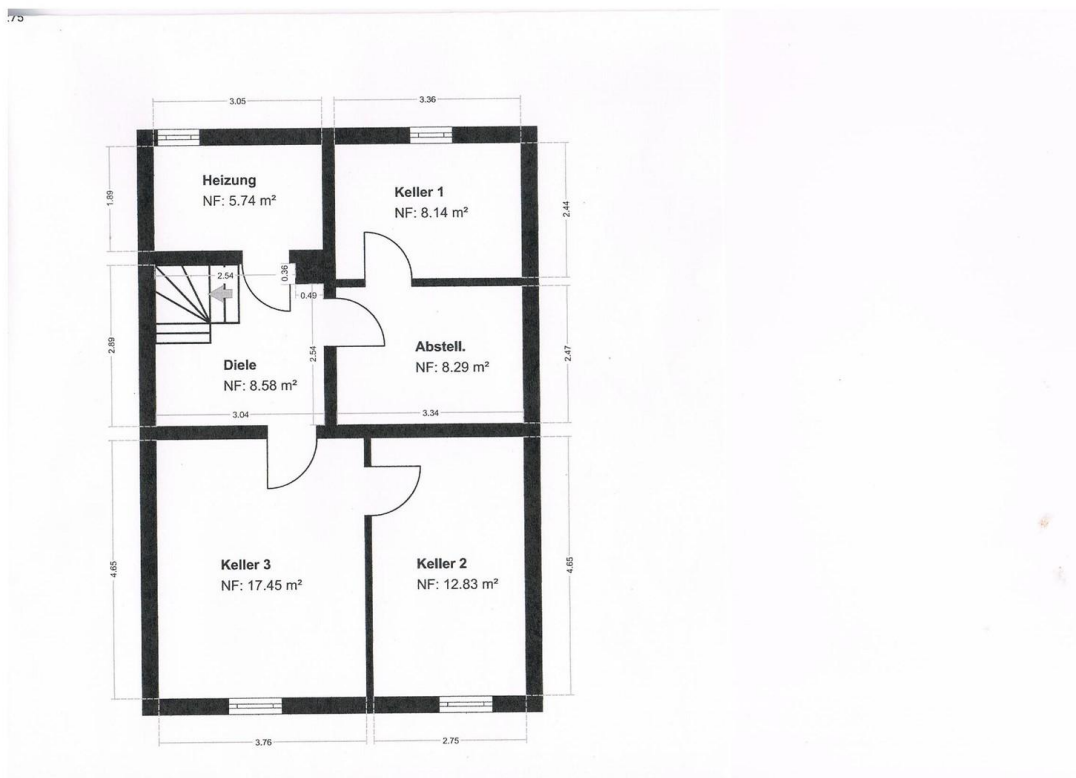 .75
3.05
3.36
Heizung
NF: 5.74 m²
Keller 1
NF: 8.14 m²
1.89
2.44
2.54
0.36
0.49
2.89
2.54
Abstell.
NF: 8.29 m²
2.47
Diele
NF: 8.58 m²
3.04
3.34
4.65
Keller 3
NF: 17.45 m²
Keller 2
NF: 12.83 m²
4.65
3.76
2.75